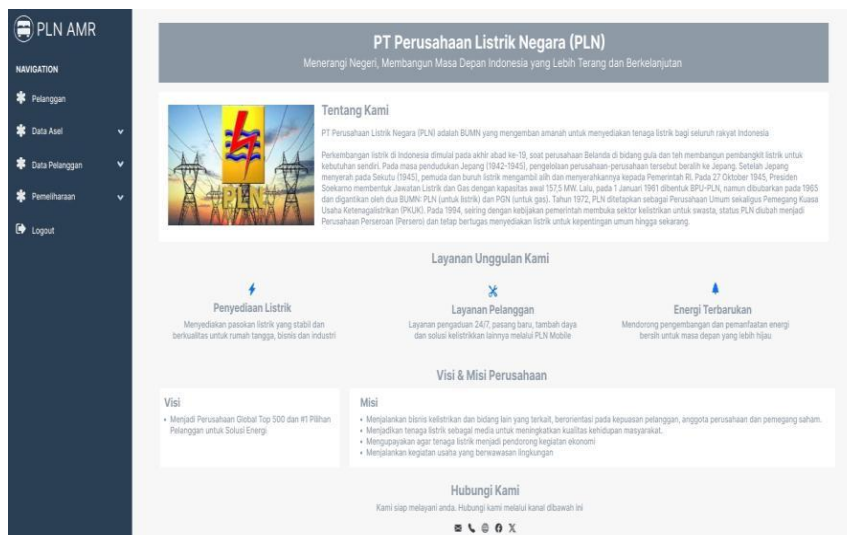 PLN AMR
NAVIGATION
Pelanggan
Data Asel
Data Pelanggan
Pemeliharaan
Logout
PT Perusahaan Listrik Negara (PLN)
Menerangi Negeri, Membangun Masa Depan Indonesia yang Lebih Terang dan Berkelanjutan
PLN
Tentang Kami
PT Perusahaan Listrik Negara (PLN) adalah BUMN yang mengemban amanah untuk menyediakan tenaga listrik bagi seluruh rakyat Indonesia
Perkembangan listrik di Indonesia dimulai pada akhir abad ke-19, saat perusahaan Belanda di bidang gula dan teh membangun pembangkit listrik untuk
kebutuhan sendiri. Pada masa pendudukan Jepang (1942-1945), pengelolaan perusahaan-perusahaan tersebut beralih ke Jepang. Setelah Jepang
menyerah pada Sekutu (1945), pemuda dan buruh listrik mengambil alih dan menyerahkannya kepada Pemerintah RI. Pada 27 Oktober 1945, Presiden
Soekarno membentuk Jawatan Listrik dan Gas dengan kapasitas awal 157,5 MW. Lalu, pada 1 Januari 1961 dibentuk BPU-PLN, namun dibubarkan pada 1965
dan digantikan oleh dua BUMN: PLN (untuk listrik) dan PGN (untuk gas). Tahun 1972, PLN ditetapkan sebagai Perusahaan Umum sekaligus Pemegang Kuasa
Usaha Ketenagalistrikan (PKUK). Pada 1994, seiring dengan kebijakan pemerintah membuka sektor kelistrikan untuk swasta, status PLN diubah menjadi
Perusahaan Perseroan (Persero) dan tetap bertugas menyediakan listrik untuk kepentingan umum hingga sekarang.
Layanan Unggulan Kami
Penyediaan Listrik
Menyediakan pasokan listrik yang stabil dan
berkualitas untuk rumah tangga, bisnis dan industri
Layanan Pelanggan
Layanan pengaduan 24/7, pasang baru, tambah daya
dan solusi kelistrikkan lainnya melalui PLN Mobile
Energi Terbarukan
Mendorong pengembangan dan pemanfaatan energi
bersih untuk masa depan yang lebih hijau
Visi & Misi Perusahaan
Visi
• Menjadi Perusahaan Global Top 500 dan #1 Pilihan
Pelanggan untuk Solusi Energi
Misi
• Menjalankan bisnis kelistrikan dan bidang lain yang terkait, berorientasi pada kepuasan pelanggan, anggota perusahaan dan pemegang saham.
• Menjadikan tenaga listrik sebagai media untuk meningkatkan kualitas kehidupan masyarakat.
• Mengupayakan agar tenaga listrik menjadi pendorong kegiatan ekonomi
• Menjalankan kegiatan usaha yang berwawasan lingkungan
Hubungi Kami
Kami siap melayani anda. Hubungi kami melalui kanal dibawah ini